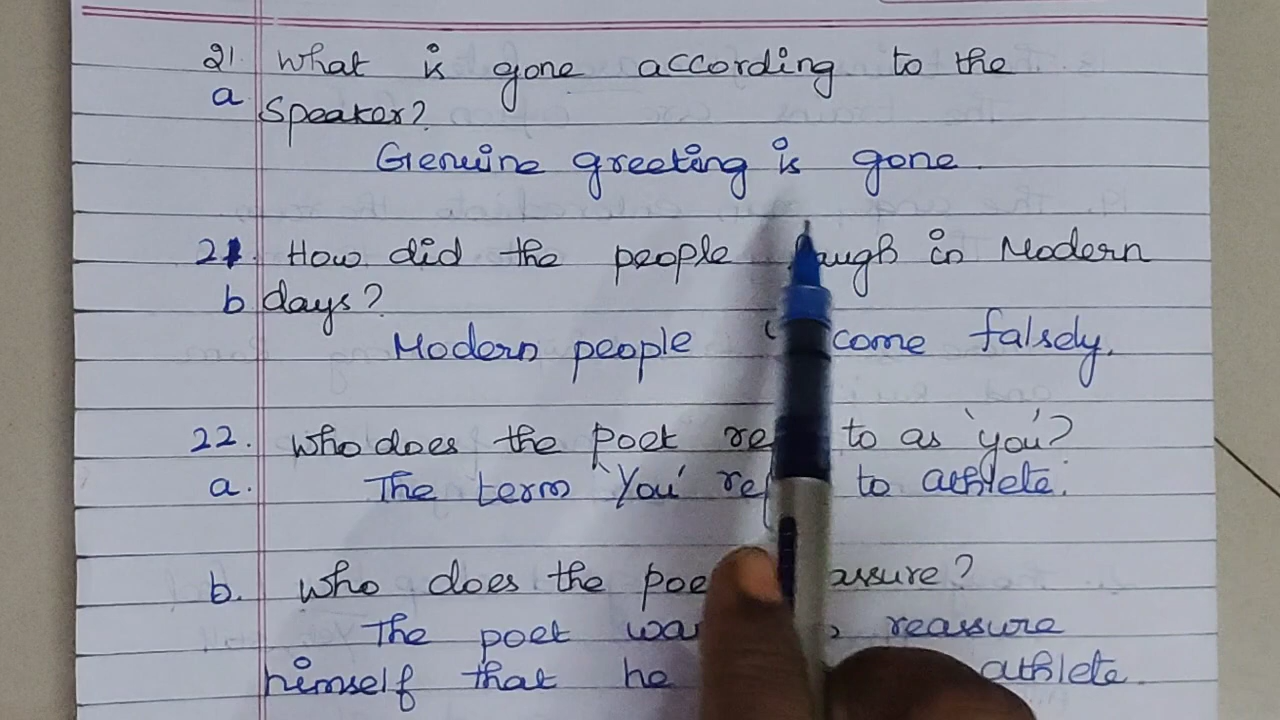 21. What is gone according to the
a Speaker?
Genuine greeting is gone.
21. How did the people laugh in Modern
b days?
Modern people come falsely.
22. Who does the poet to as 'you'?
a. The term 'You' to athlete.
b. Who does the
The poet reassure
himself that he athlete.